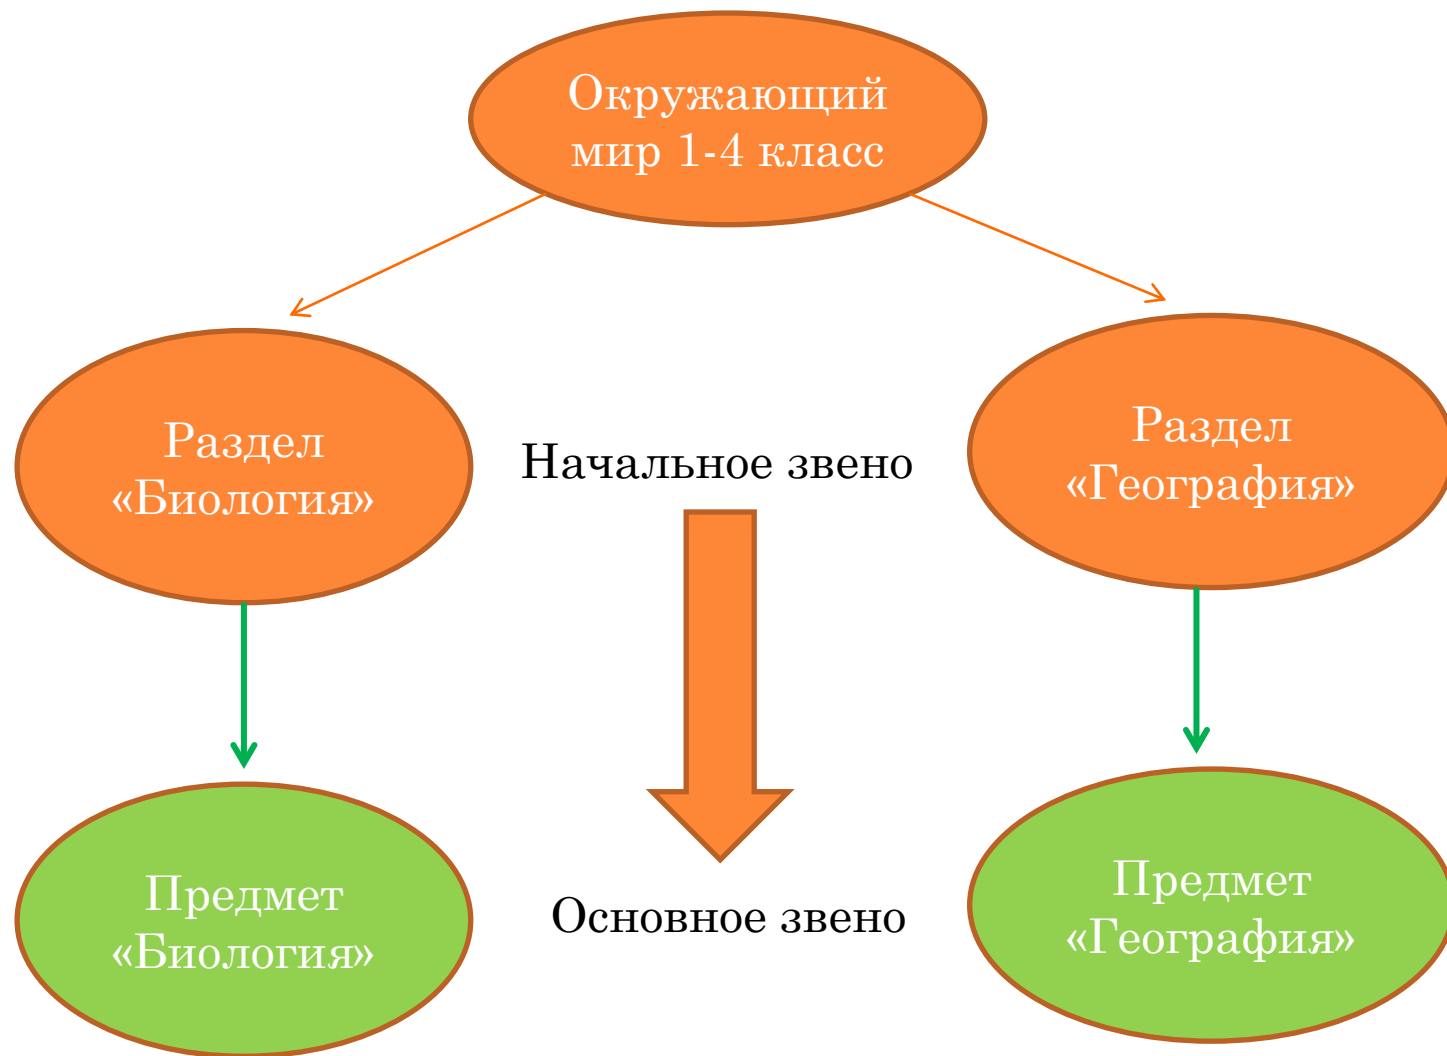 Окружающий
мир 1-4 класс
Раздел
«Биология»
Начальное звено
Раздел
«География»
Предмет
«Биология»
Основное звено
Предмет
«География»